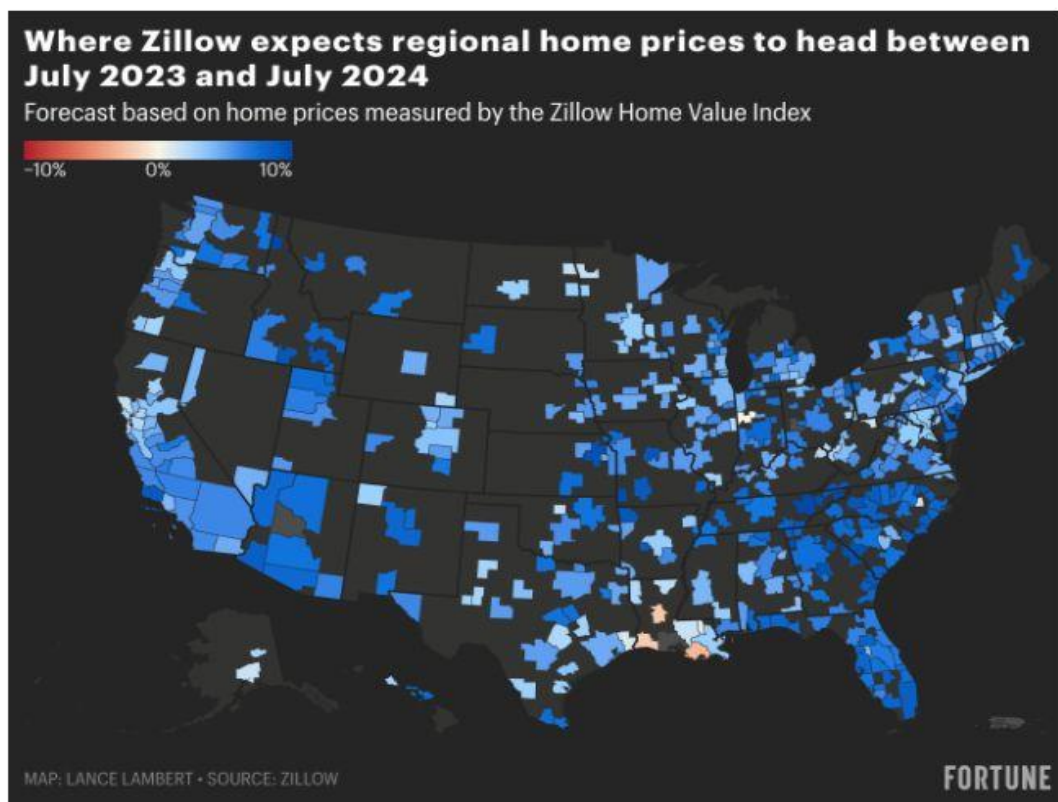 Where Zillow expects regional home prices to head between
July 2023 and July 2024
Forecast based on home prices measured by the Zillow Home Value Index
-10% 0% 10%
MAP: LANCE LAMBERT • SOURCE: ZILLOW
FORTUNE